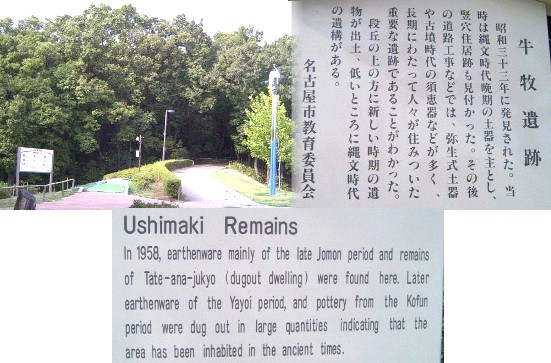 牛牧遺跡
昭和三十三年に発見された。当
時は縄文時代晩期の土器を主とし、
竪穴住居跡も見付かった。その後
の道路工事などでは、弥生式土器
や古墳時代の須恵器などが多く、
長期にわたって人々が住みついた
重要な遺跡であることがわかった。
段丘の上の方に新しい時期の遺
物が出土、低いところに縄文時代
の遺構がある。
名古屋市教育委員会
Ushimaki Remains
In 1958, earthenware mainly of the late Jomon period and remains
of Tate-ana-jukyo (dugout dwelling) were found here. Later
earthenware of the Yayoi period, and pottery from the Kofun
period were dug out in large quantities indicating that the
area has been inhabited in the ancient times.